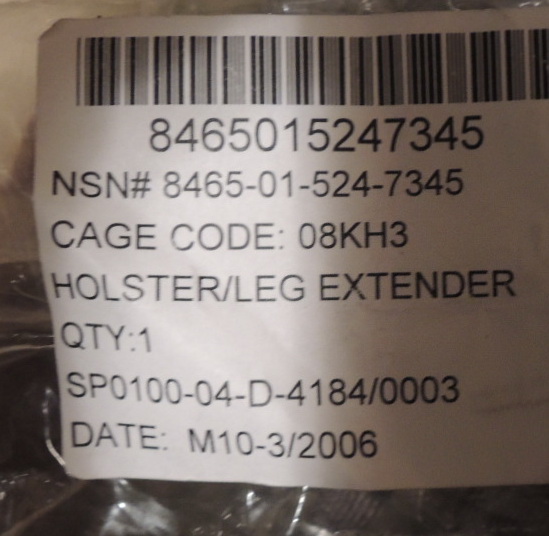 8465015247345
NSN# 8465-01-524-7345
CAGE CODE: 08KH3
HOLSTER/LEG EXTENDER
QTY:1
SP0100-04-D-4184/0003
DATE: M10-3/2006